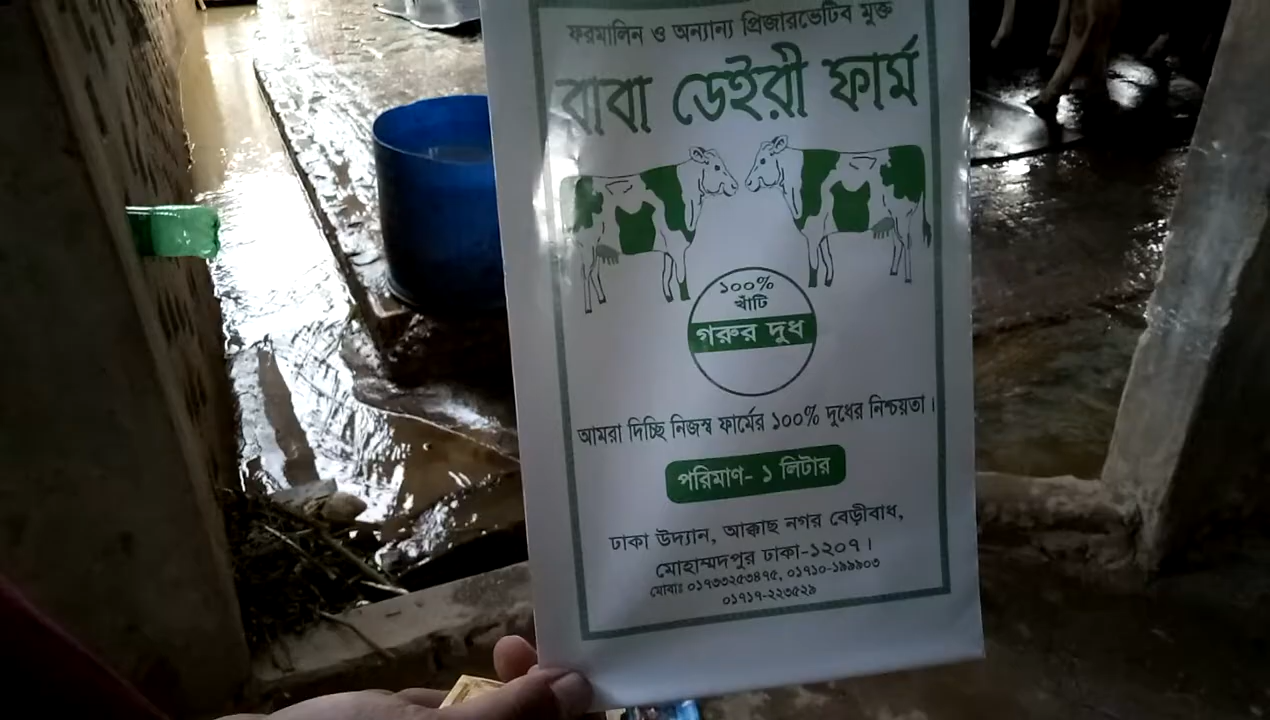 ফরমালিন ও অন্যান্য প্রিজারভেটিব মুক্ত
বাবা ডেইরী ফার্ম
১০০%
খাঁটি
গরুর দুধ
আমরা দিচ্ছি নিজস্ব ফার্মের ১০০% দুধের নিশ্চয়তা।
পরিমাণ- ১ লিটার
ঢাকা উদ্যান, আক্কাছ নগর বেড়ীবাধ,
মোহাম্মদপুর ঢাকা-১২০৭।
মোবাঃ ০১৭৩৩২৫৩৪৭৫, ০১৭১০-১৯৯৯০৩
০১৭১৭-২২৩৫২৯